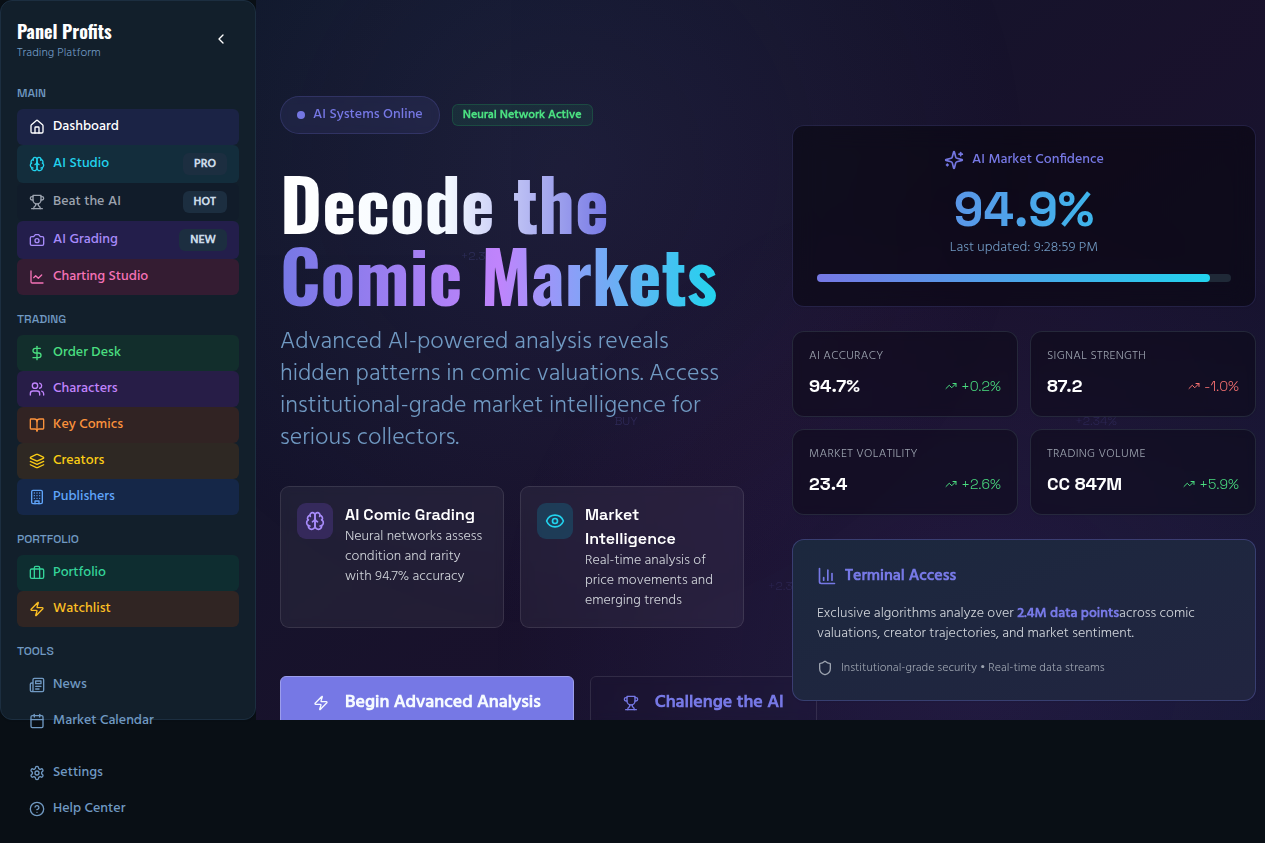 Panel Profits
Trading Platform
MAIN
Dashboard
AI Studio PRO
Beat the AI HOT
AI Grading NEW
Charting Studio
TRADING
Order Desk
Characters
Key Comics
Creators
Publishers
PORTFOLIO
Portfolio
Watchlist
TOOLS
News
Market Calendar
Settings
Help Center
AI Systems Online
Neural Network Active
Decode the
Comic Markets
Advanced AI-powered analysis reveals
hidden patterns in comic valuations. Access
institutional-grade market intelligence for
serious collectors.
BUY
AI Comic Grading
Neural networks assess
condition and rarity
with 94.7% accuracy
Market
Intelligence
Real-time analysis of
price movements and
emerging trends
Begin Advanced Analysis
Challenge the AI
AI Market Confidence
94.9%
Last updated: 9:28:59 PM
AI ACCURACY
94.7% +0.2%
SIGNAL STRENGTH
87.2 -1.0%
+2.34%
MARKET VOLATILITY
23.4 +2.6%
TRADING VOLUME
CC 847M +5.9%
Terminal Access
Exclusive algorithms analyze over 2.4M data pointsacross comic
valuations, creator trajectories, and market sentiment.
Institutional-grade security • Real-time data streams